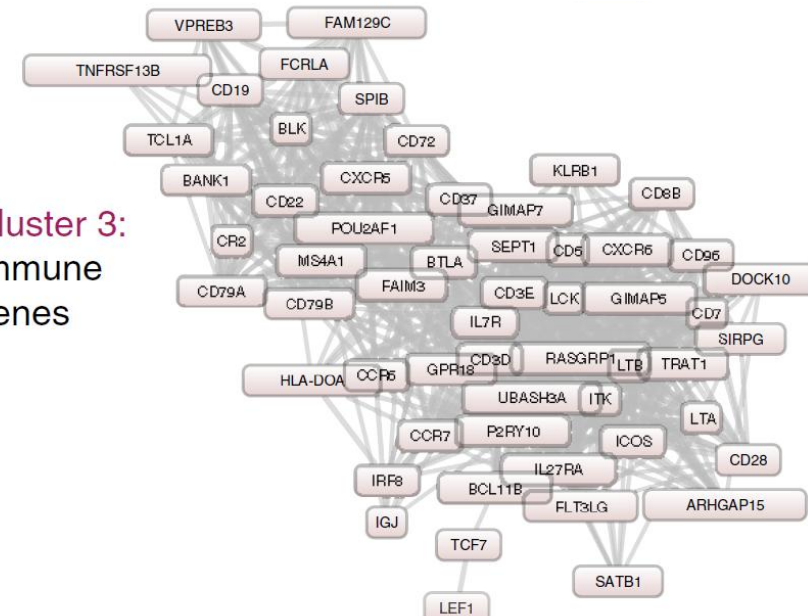 VPREB3
FAM129C
TNFRSF13B
FCRLA
CD19
SPIB
TCL1A
BLK
CD72
BANK1
CXCR5
KLRB1
CD8B
CD22
CD37
GIMAP7
POU2AF1
CR2
SEPT1
CD5
CXCR6
CD96
luster 3:
mmune
enes
MS4A1
BTLA
DOCK10
CD79A
FAIM3
CD3E
LCK
GIMAP5
CD79B
CD7
IL7R
SIRPG
HLA-DOA
CCR6
GPR18
CD3D
RASGRP1
LTB
TRAT1
UBASH3A
ITK
LTA
CCR7
P2RY10
ICOS
CD28
IRF8
IL27RA
BCL11B
FLT3LG
ARHGAP15
IGJ
TCF7
SATB1
LEF1